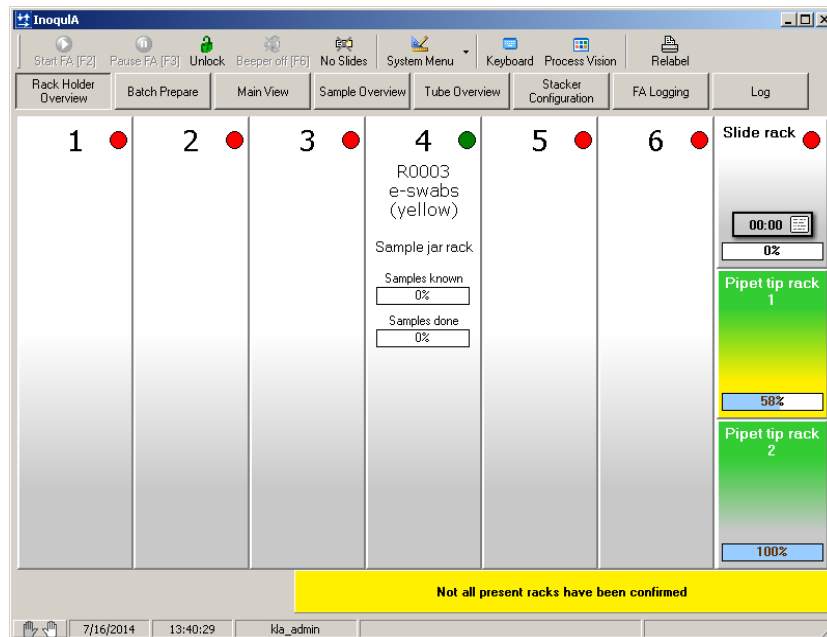 InoqulA
Start FA [F2] Pause FA [F3] Unlock Beeper off [F6] No Slides System Menu Keyboard Process Vision Relabel
Rack Holder Overview Batch Prepare Main View Sample Overview Tube Overview Stacker Configuration FA Logging Log
1 2 3 4 5 6 Slide rack
R0003
e-swabs
(yellow)
Sample jar rack
Samples known
0%
Samples done
0%
00:00
0%
Pipet tip rack
1
58%
Pipet tip rack
2
100%
Not all present racks have been confirmed
7/16/2014 13:40:29 kla_admin